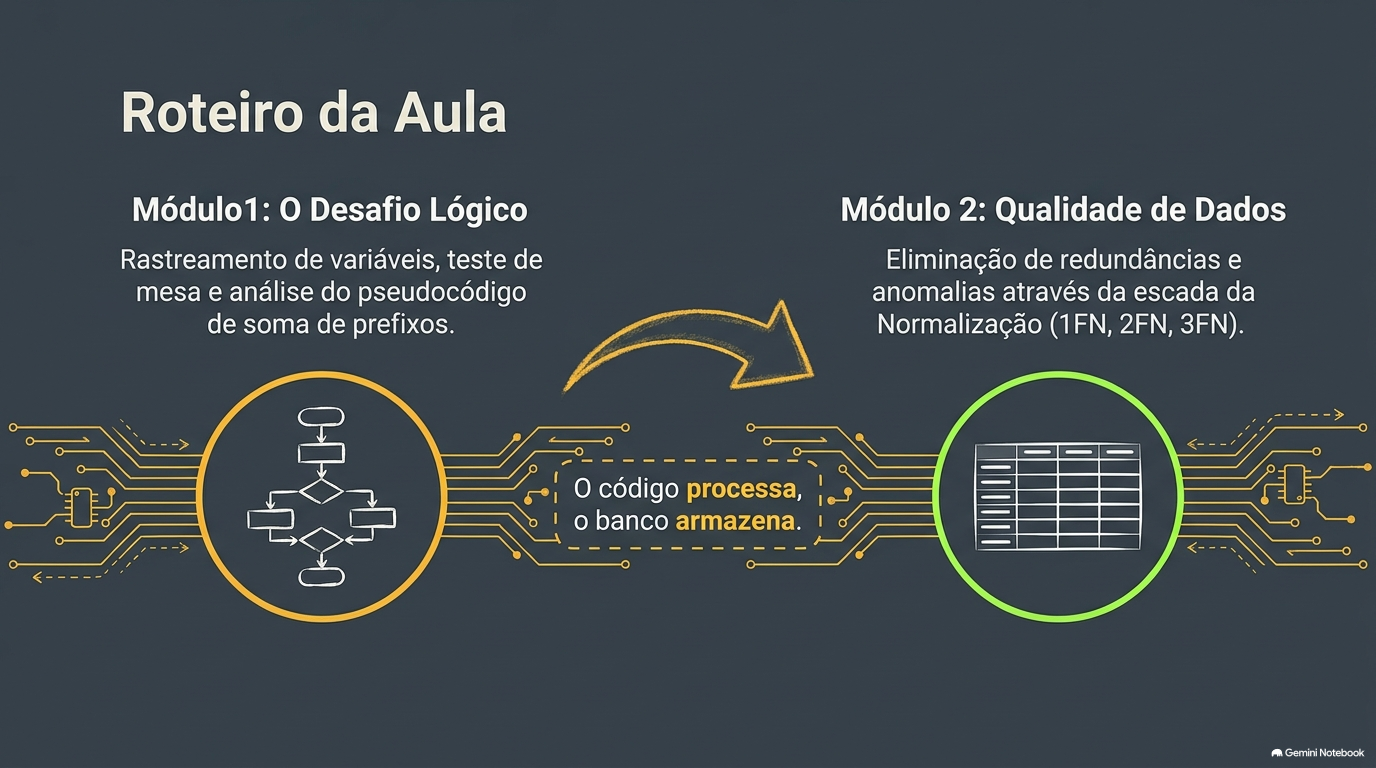 Roteiro da Aula
Módulo1: O Desafio Lógico
Rastreamento de variáveis, teste de
mesa e análise do pseudocódigo
de soma de prefixos.
Módulo 2: Qualidade de Dados
Eliminação de redundâncias e
anomalias através da escada da
Normalização (1FN, 2FN, 3FN).
O código processa,
o banco armazena.
Gemini Notebook